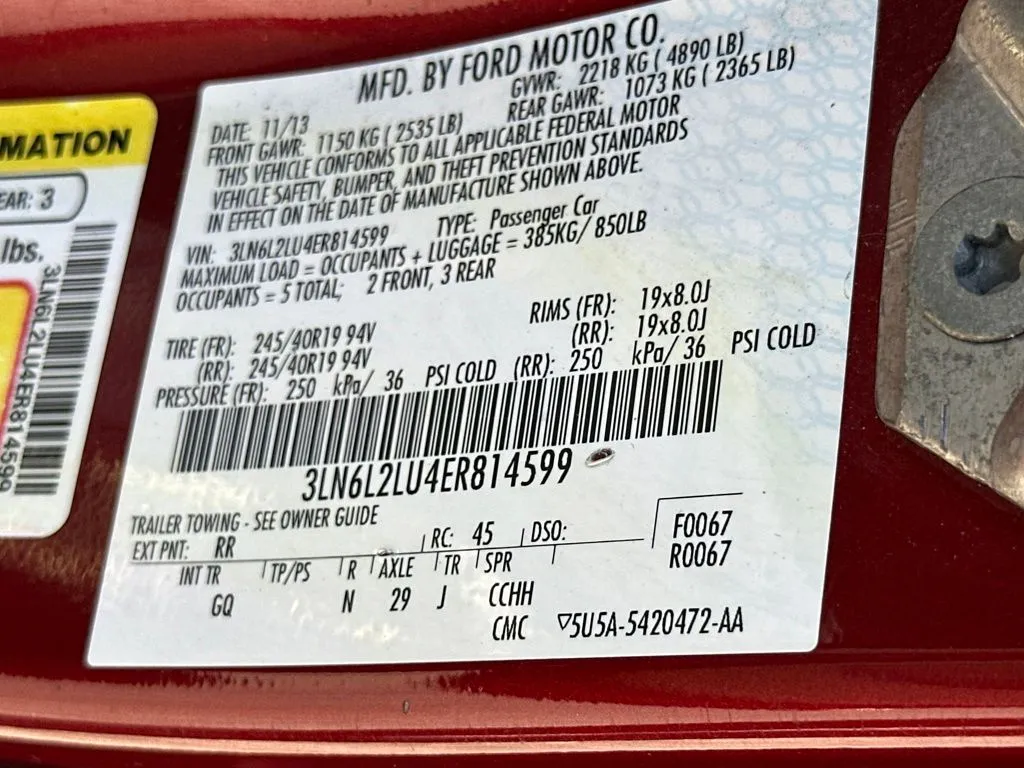 MFD. BY FORD MOTOR CO.
DATE: 11/13 GVWR: 2218 KG ( 4890 LB)
FRONT GAWR: 1150 KG ( 2535 LB) REAR GAWR: 1073 KG ( 2365 LB)
THIS VEHICLE CONFORMS TO ALL APPLICABLE FEDERAL MOTOR
VEHICLE SAFETY, BUMPER, AND THEFT PREVENTION STANDARDS
IN EFFECT ON THE DATE OF MANUFACTURE SHOWN ABOVE.
VIN: 3LN6L2LU4ER814599 TYPE: Passenger Car
MAXIMUM LOAD = OCCUPANTS + LUGGAGE = 385KG/ 850LB
OCCUPANTS = 5 TOTAL; 2 FRONT, 3 REAR
TIRE (FR): 245/40R19 94V RIMS (FR): 19x8.0J
(RR): 245/40R19 94V (RR): 19x8.0J
PRESSURE (FR): 250 kPa/ 36 PSI COLD (RR): 250 kPa/ 36 PSI COLD
3LN6L2LU4ER814599
TRAILER TOWING - SEE OWNER GUIDE
EXT PNT: RR RC: 45 DSO: F0067
R0067
INT TR TP/PS R AXLE TR SPR
GQ N 29 J CCHH
CMC ▽5U5A-5420472-AA
MATION
EAR: 3
lbs.
3LN6L2LU4ER814599